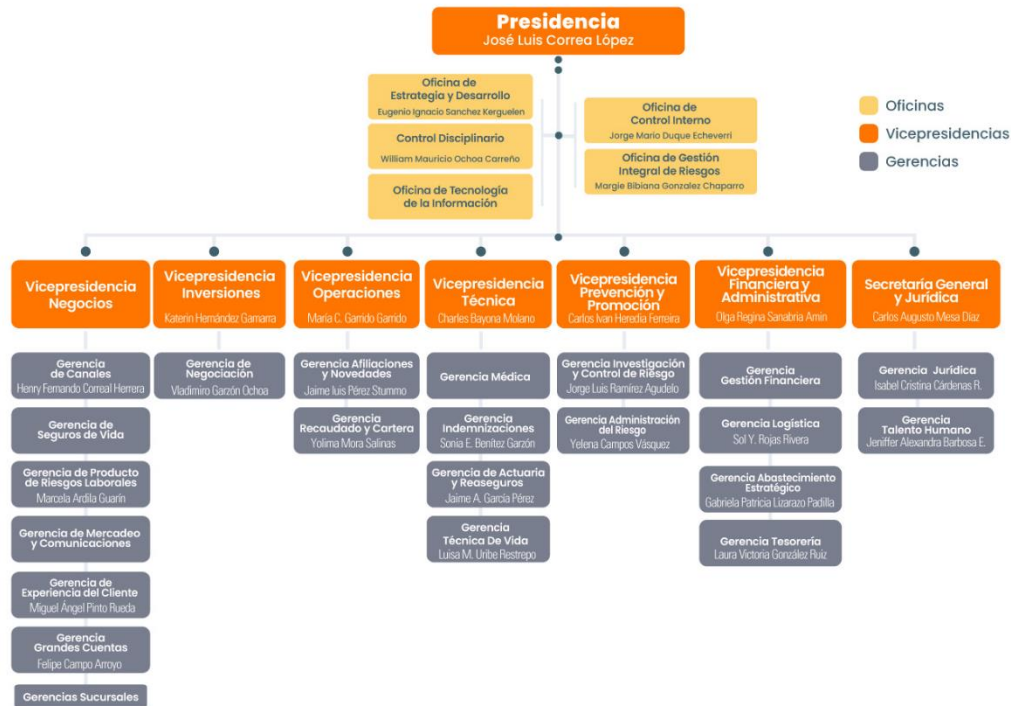 Presidencia
José Luis Correa López
Oficina de
Estrategia y Desarrollo
Eugenio Ignacio Sanchez Kerguelen
Control Disciplinario
William Mauricio Ochoa Carreño
Oficina de Tecnología
de la Información
Oficina de
Control Interno
Jorge Mario Duque Echeverri
Oficina de Gestión
Integral de Riesgos
Margie Bibiana Gonzalez Chaparro
Oficinas
Vicepresidencias
Gerencias
Vicepresidencia
Negocios
Gerencia
de Canales
Henry Fernando Correal Herrera
Gerencia de
Seguros de Vida
Gerencia de Producto
de Riesgos Laborales
Marcela Ardila Guarín
Gerencia de Mercadeo
y Comunicaciones
Gerencia de
Experiencia del Cliente
Miguel Ángel Pinto Rueda
Gerencia
Grandes Cuentas
Felipe Campo Arroyo
Gerencias Sucursales
Vicepresidencia
Inversiones
Katerin Hernández Gamarra
Gerencia de
Negociación
Vladimiro Garzón Ochoa
Vicepresidencia
Operaciones
María C. Garrido Garrido
Gerencia Afiliaciones
y Novedades
Jaime luis Pérez Stummo
Gerencia
Recaudado y Cartera
Yolima Mora Salinas
Vicepresidencia
Técnica
Charles Bayona Molano
Gerencia Médica
Gerencia
Indemnizaciones
Sonia E. Benítez Garzón
Gerencia de Actuaria
y Reaseguros
Jaime A. García Pérez
Gerencia
Técnica De Vida
Luisa M. Uribe Restrepo
Vicepresidencia
Prevención y
Promoción
Carlos Ivan Heredia Ferreira
Gerencia Investigación
y Control de Riesgo
Jorge Luis Ramírez Agudelo
Gerencia Administración
del Riesgo
Yelena Campos Vásquez
Vicepresidencia
Financiera y
Administrativa
Olga Regina Sanabria Amin
Gerencia
Gestión Financiera
Gerencia Logística
Sol Y. Rojas Rivera
Gerencia Abastecimiento
Estratégico
Gabriela Patricia Lizarazo Padilla
Gerencia Tesorería
Laura Victoria González Ruiz
Secretaría General
y Jurídica
Carlos Augusto Mesa Díaz
Gerencia Jurídica
Isabel Cristina Cárdenas R.
Gerencia
Talento Humano
Jeniffer Alexandra Barbosa E.